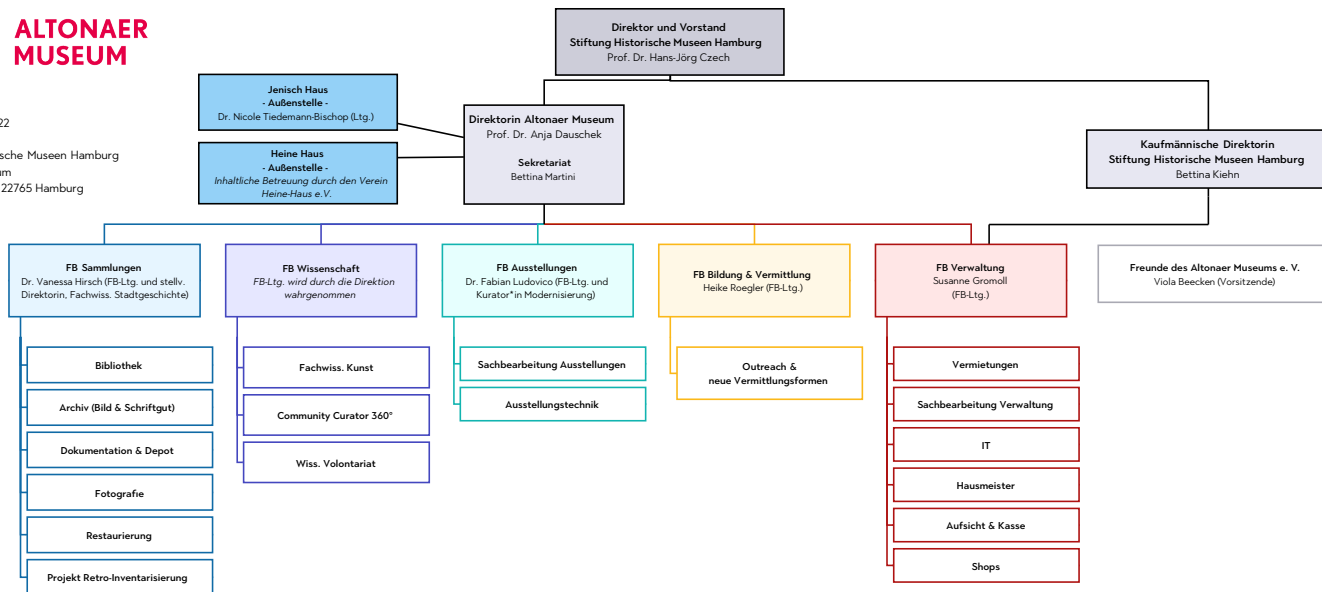 ALTONAER
MUSEUM
22
sche Museen Hamburg
um
22765 Hamburg
Direktor und Vorstand
Stiftung Historische Museen Hamburg
Prof. Dr. Hans-Jörg Czech
Jenisch Haus
- Außenstelle -
Dr. Nicole Tiedemann-Bischop (Ltg.)
Heine Haus
- Außenstelle -
Inhaltliche Betreuung durch den Verein
Heine-Haus e.V.
Direktorin Altonaer Museum
Prof. Dr. Anja Dauschek
Sekretariat
Bettina Martini
Kaufmännische Direktorin
Stiftung Historische Museen Hamburg
Bettina Kiehn
FB Sammlungen
Dr. Vanessa Hirsch (FB-Ltg. und stellv.
Direktorin, Fachwiss. Stadtgeschichte)
Bibliothek
Archiv (Bild & Schriftgut)
Dokumentation & Depot
Fotografie
Restaurierung
Projekt Retro-Inventarisierung
FB Wissenschaft
FB-Ltg. wird durch die Direktion
wahrgenommen
Fachwiss. Kunst
Community Curator 360°
Wiss. Volontariat
FB Ausstellungen
Dr. Fabian Ludovico (FB-Ltg. und
Kurator*in Modernisierung)
Sachbearbeitung Ausstellungen
Ausstellungstechnik
FB Bildung & Vermittlung
Heike Roegler (FB-Ltg.)
Outreach &
neue Vermittlungsformen
FB Verwaltung
Susanne Gromoll
(FB-Ltg.)
Vermietungen
Sachbearbeitung Verwaltung
IT
Hausmeister
Aufsicht & Kasse
Shops
Freunde des Altonaer Museums e. V.
Viola Beecken (Vorsitzende)